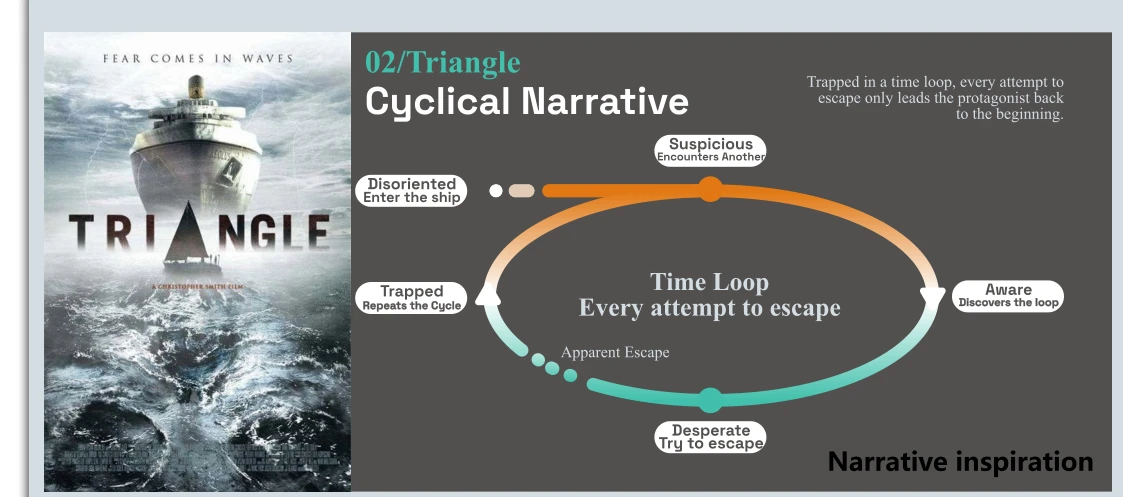 FEAR COMES IN WAVES
TRIANGLE
A CHRISTOPHER SMITH FILM
02/Triangle
Cyclical Narrative
Trapped in a time loop, every attempt to
escape only leads the protagonist back
to the beginning.
Suspicious
Encounters Another
Disoriented
Enter the ship
Trapped
Repeats the Cycle
Time Loop
Every attempt to escape
Aware
Discovers the loop
Apparent Escape
Desperate
Try to escape
Narrative inspiration